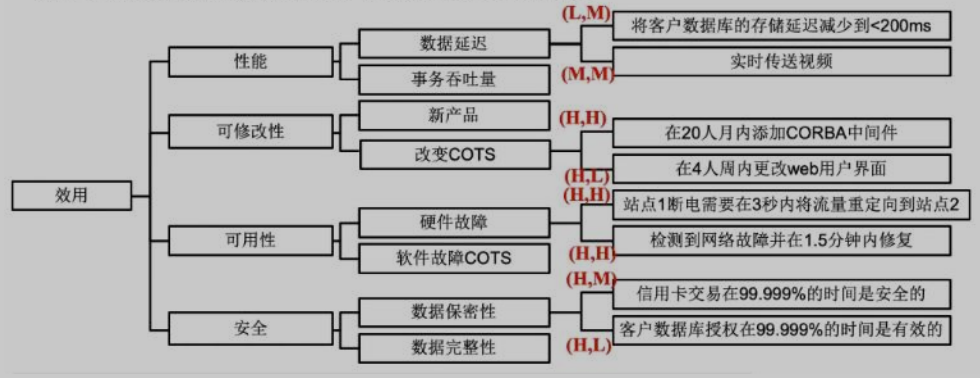 效用
性能
数据延迟
(L,M)
将客户数据库的存储延迟减少到<200ms
(M,M)
实时传送视频
事务吞吐量
可修改性
新产品
改变COTS
(H,H)
在20人月内添加CORBA中间件
(H,L)
在4人周内更改web用户界面
可用性
硬件故障
(H,H)
站点1断电需要在3秒内将流量重定向到站点2
(H,H)
检测到网络故障并在1.5分钟内修复
软件故障COTS
安全
数据保密性
(H,M)
信用卡交易在99.999%的时间是安全的
(H,L)
客户数据库授权在99.999%的时间是有效的
数据完整性